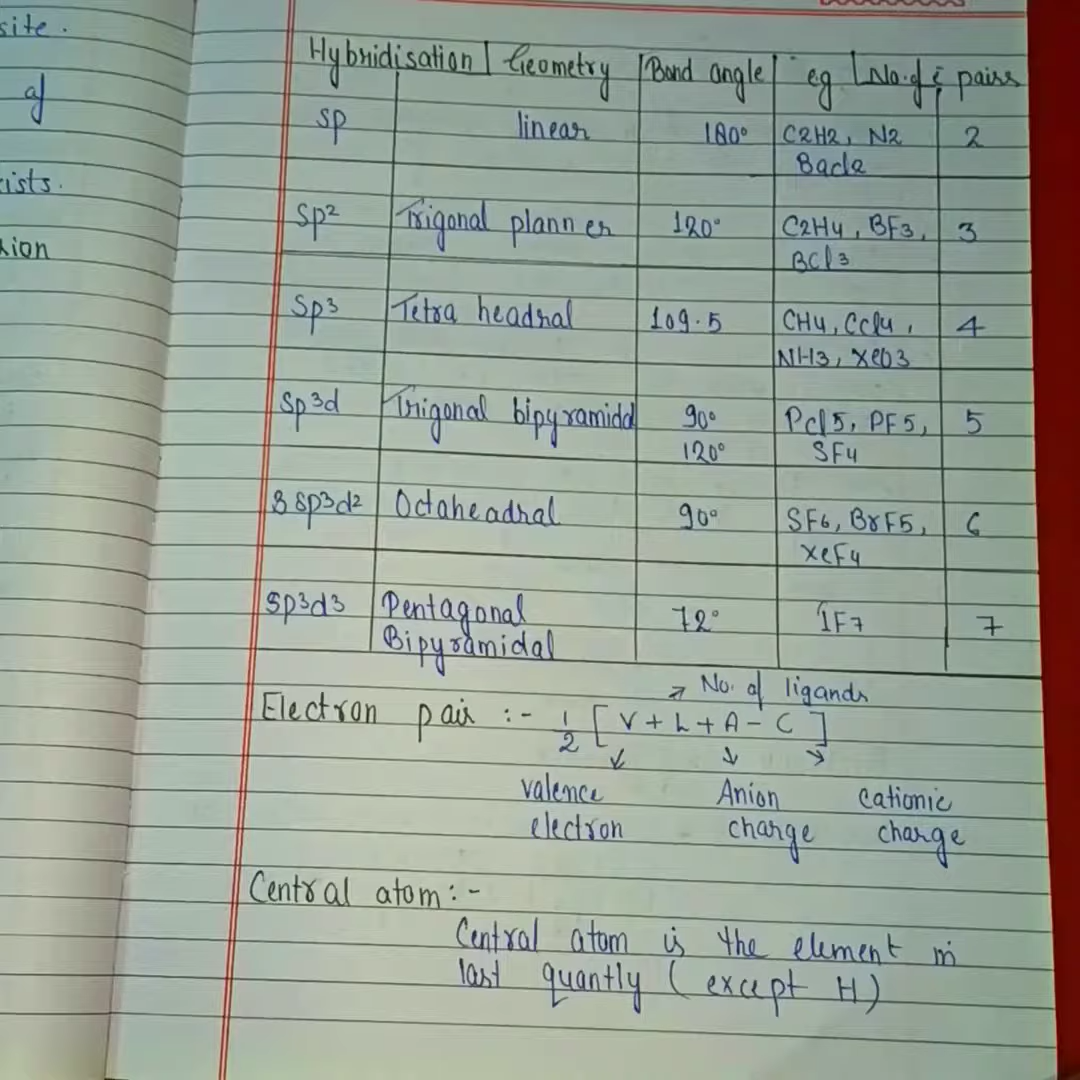 site.
of
ists.
sion
Hybridisation | Geometry | Bond angle | eg | No. of e pairs
sp | linear | 180° | C2H2, N2 | 2
Bacl2
Sp² | Trigonal planner | 120° | C2H4, BF3, | 3
BCl3
Sp3 | Tetra headral | 109.5 | CH4, CCl4, | 4
NH3, XeO3
Sp3d | Trigonal bipyramidal | 90° | Pcl5, PF5, | 5
120° | SF4
sp3d2 | Octaheadral | 90° | SF6, BrF5, | 6
XeF4
sp3d3 | Pentagonal | 72° | IF7 | 7
Bipyramidal
→ No. of ligands
Electron pair :- 1/2 [V + L + A - C]
valence Anion cationic
electron charge charge
Central atom :-
Central atom is the element in
last quantly (except H)